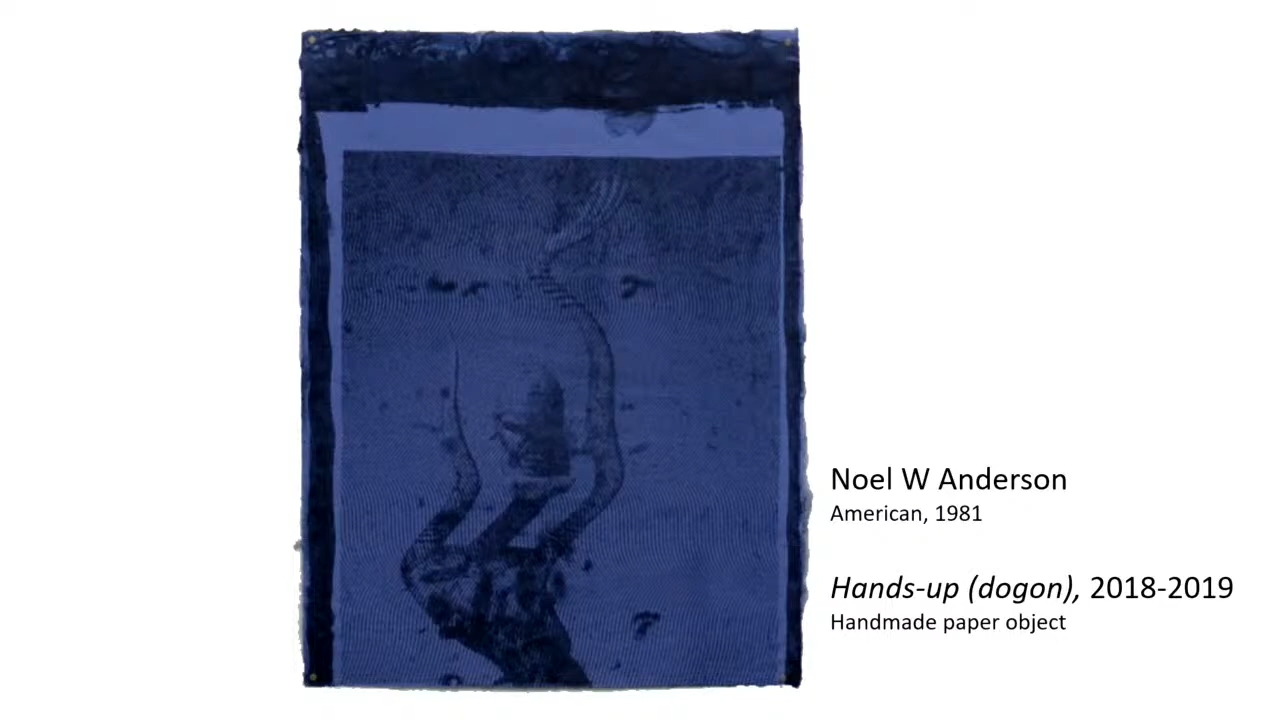 Noel W Anderson
American, 1981
Hands-up (dogon), 2018-2019
Handmade paper object